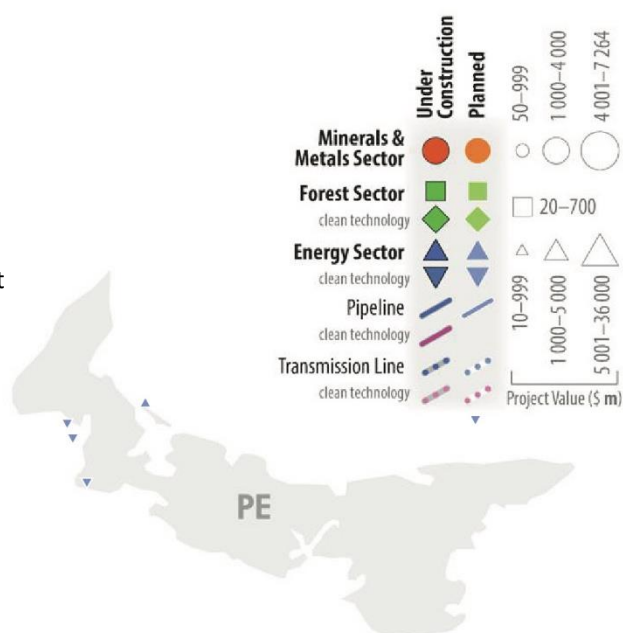 Under
Construction
Planned
50–999
1 000–4 000
4 001–7 264
Minerals &
Metals Sector
Forest Sector
clean technology
20–700
Energy Sector
clean technology
Pipeline
clean technology
Transmission Line
clean technology
10–999
1 000–5 000
5 001–36 000
Project Value ($ m)
t
PE